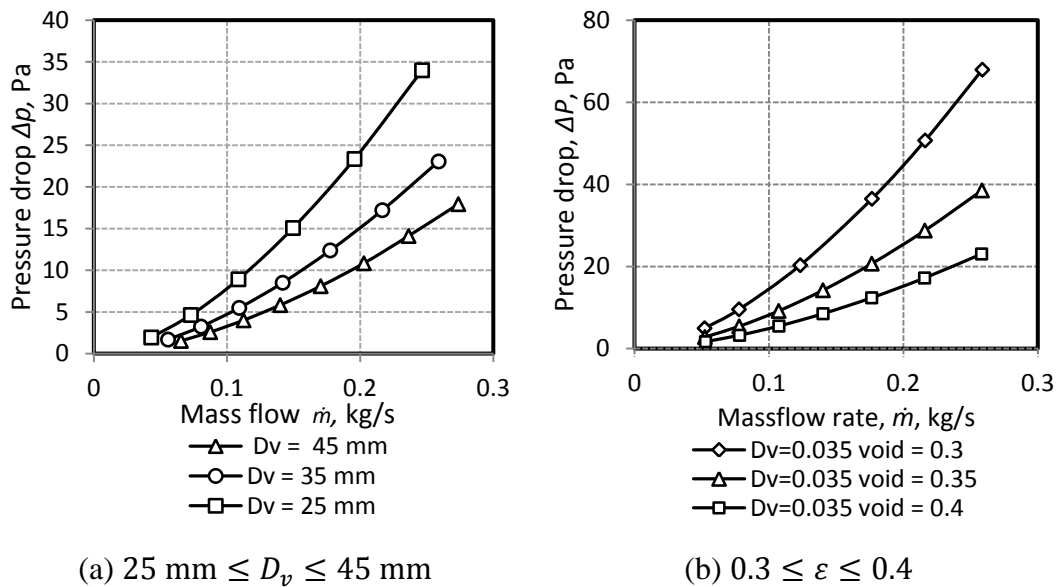 40
35
30
25
20
15
10
5
0
Pressure drop Δp, Pa
0 0.1 0.2 0.3
Mass flow ṁ, kg/s
Dv = 45 mm
Dv = 35 mm
Dv = 25 mm
(a) 25 mm ≤ D_v ≤ 45 mm
80
60
40
20
0
Pressure drop, ΔP, Pa
0 0.1 0.2 0.3
Massflow rate, ṁ, kg/s
Dv=0.035 void = 0.3
Dv=0.035 void = 0.35
Dv=0.035 void = 0.4
(b) 0.3 ≤ ε ≤ 0.4